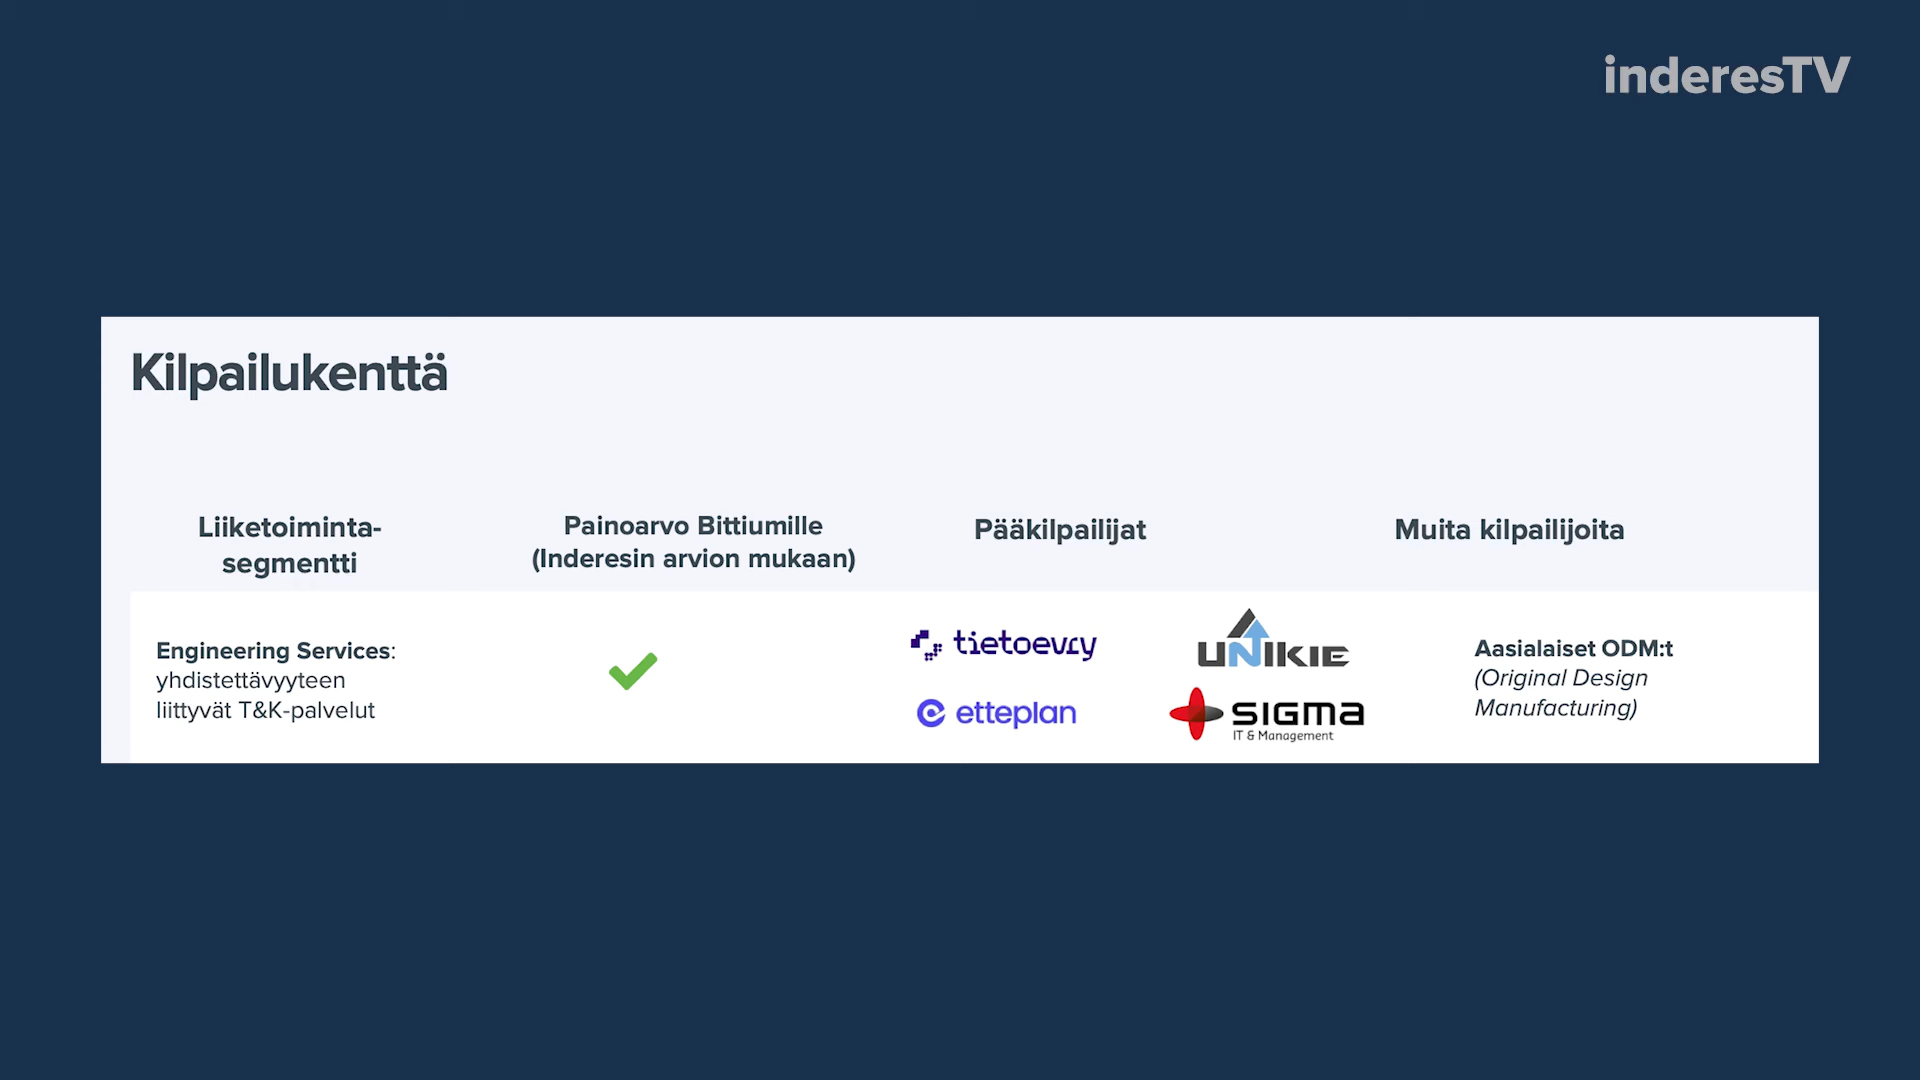 inderesTV
Kilpailukenttä
Liiketoiminta-
segmentti
Painoarvo Bittiumille
(Inderesin arvion mukaan)
Pääkilpailijat
Muita kilpailijoita
Engineering Services:
yhdistettävyyteen
liittyvät T&K-palvelut
tietoevry
UNIKIE
etteplan
SIGMA
IT & Management
Aasialaiset ODM:t
(Original Design
Manufacturing)